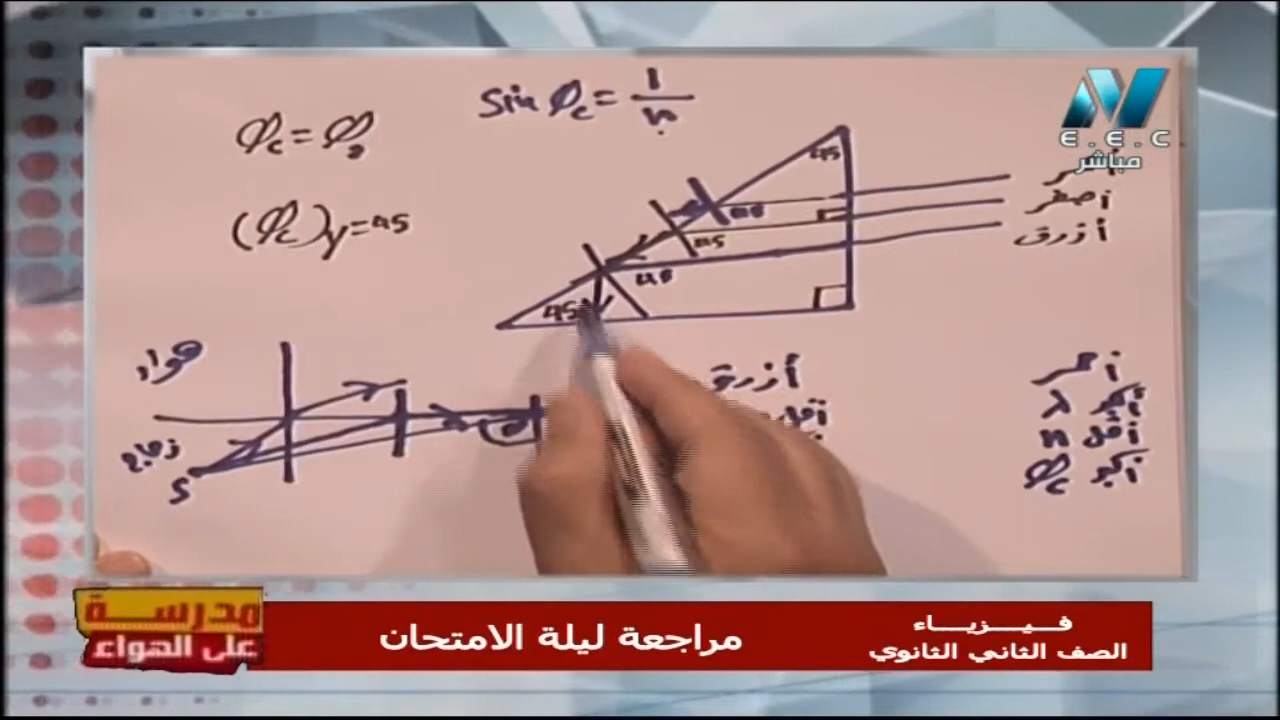 sin φc = 1/n
φc = φ2
(φc)y = 45
45
45
45
45
45
E.E.C.
مباشر
أصفر
أزرق
هواء
زجاج
S
أزرق
أحمر
أكبر λ
أقل n
أكبر φc
مدرسة
على الهواء
مراجعة ليلة الامتحان
فيزياء
الصف الثاني الثانوي